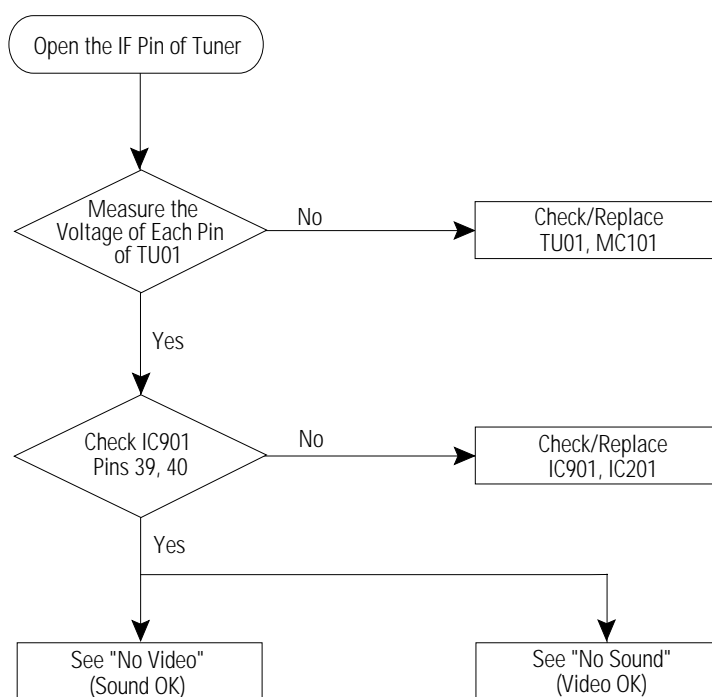 Open the IF Pin of Tuner
Measure the
Voltage of Each Pin
of TU01
No
Check/Replace
TU01, MC101
Yes
Check IC901
Pins 39, 40
No
Check/Replace
IC901, IC201
Yes
See "No Video"
(Sound OK)
See "No Sound"
(Video OK)